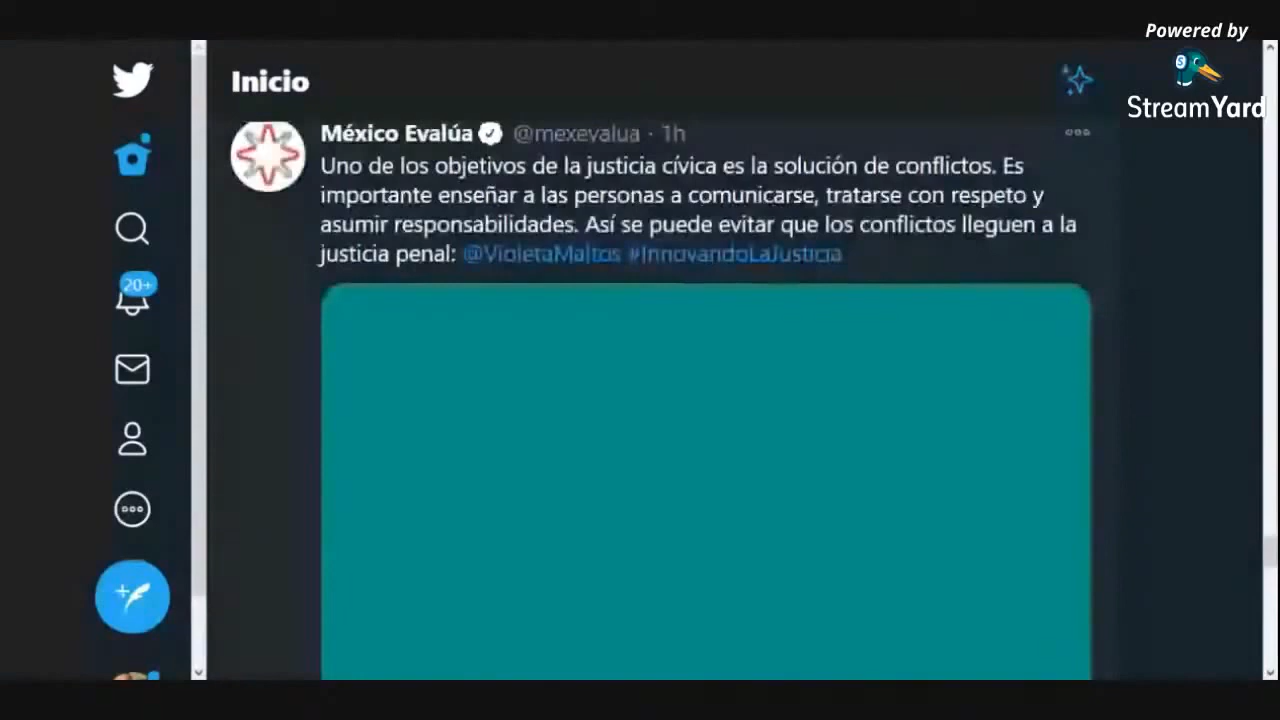 Powered by
StreamYard
Inicio
México Evalúa @mexevalua · 1h
Uno de los objetivos de la justicia cívica es la solución de conflictos. Es
importante enseñar a las personas a comunicarse, tratarse con respeto y
asumir responsabilidades. Así se puede evitar que los conflictos lleguen a la
justicia penal: @VioletaMaltos #InnovandoLaJusticia
20+